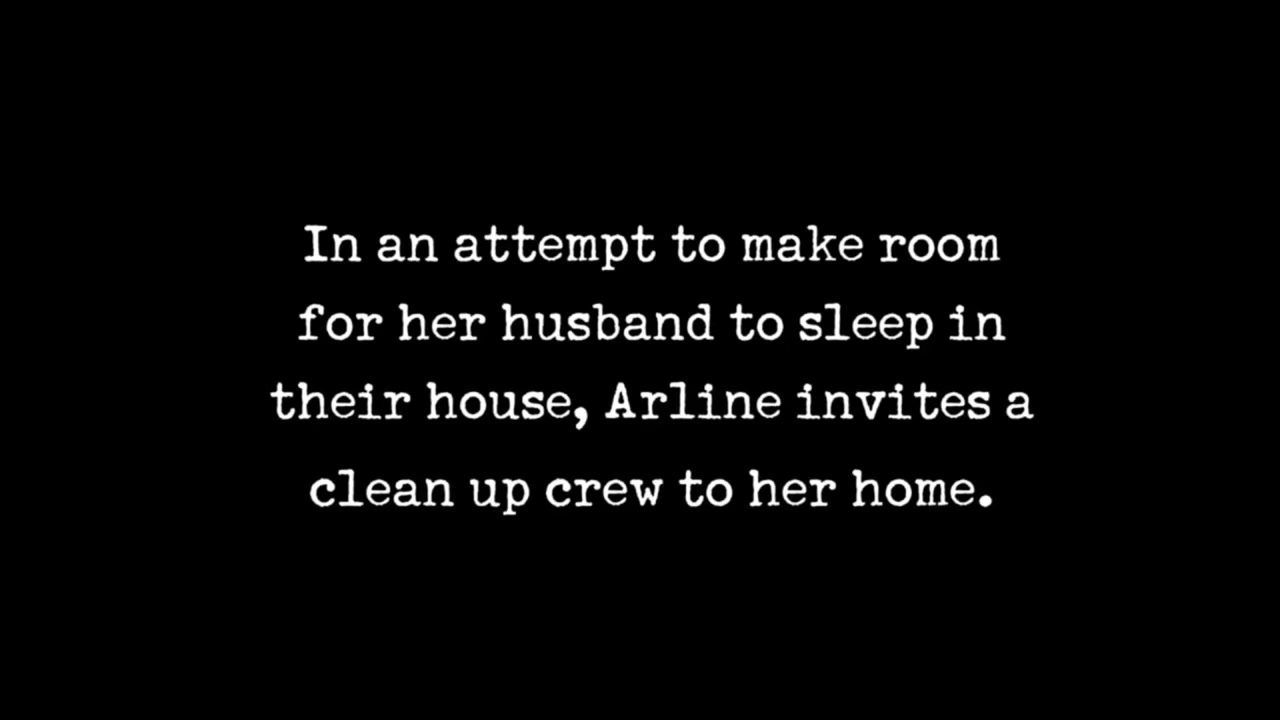 In an attempt to make room
for her husband to sleep in
their house, Arline invites a
clean up crew to her home.